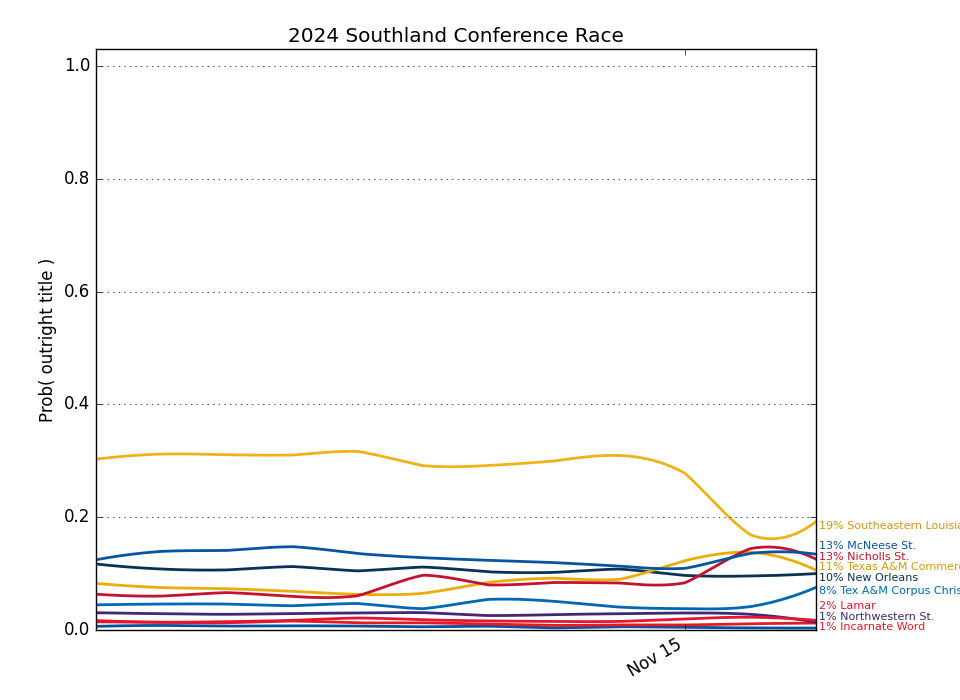 2024 Southland Conference Race
1.0
0.8
0.6
0.4
0.2
0.0
Prob( outright title )
Nov 15
19% Southeastern Louisia
13% McNeese St.
13% Nicholls St.
11% Texas A&M Commerc
10% New Orleans
8% Tex A&M Corpus Chris
2% Lamar
1% Northwestern St.
1% Incarnate Word